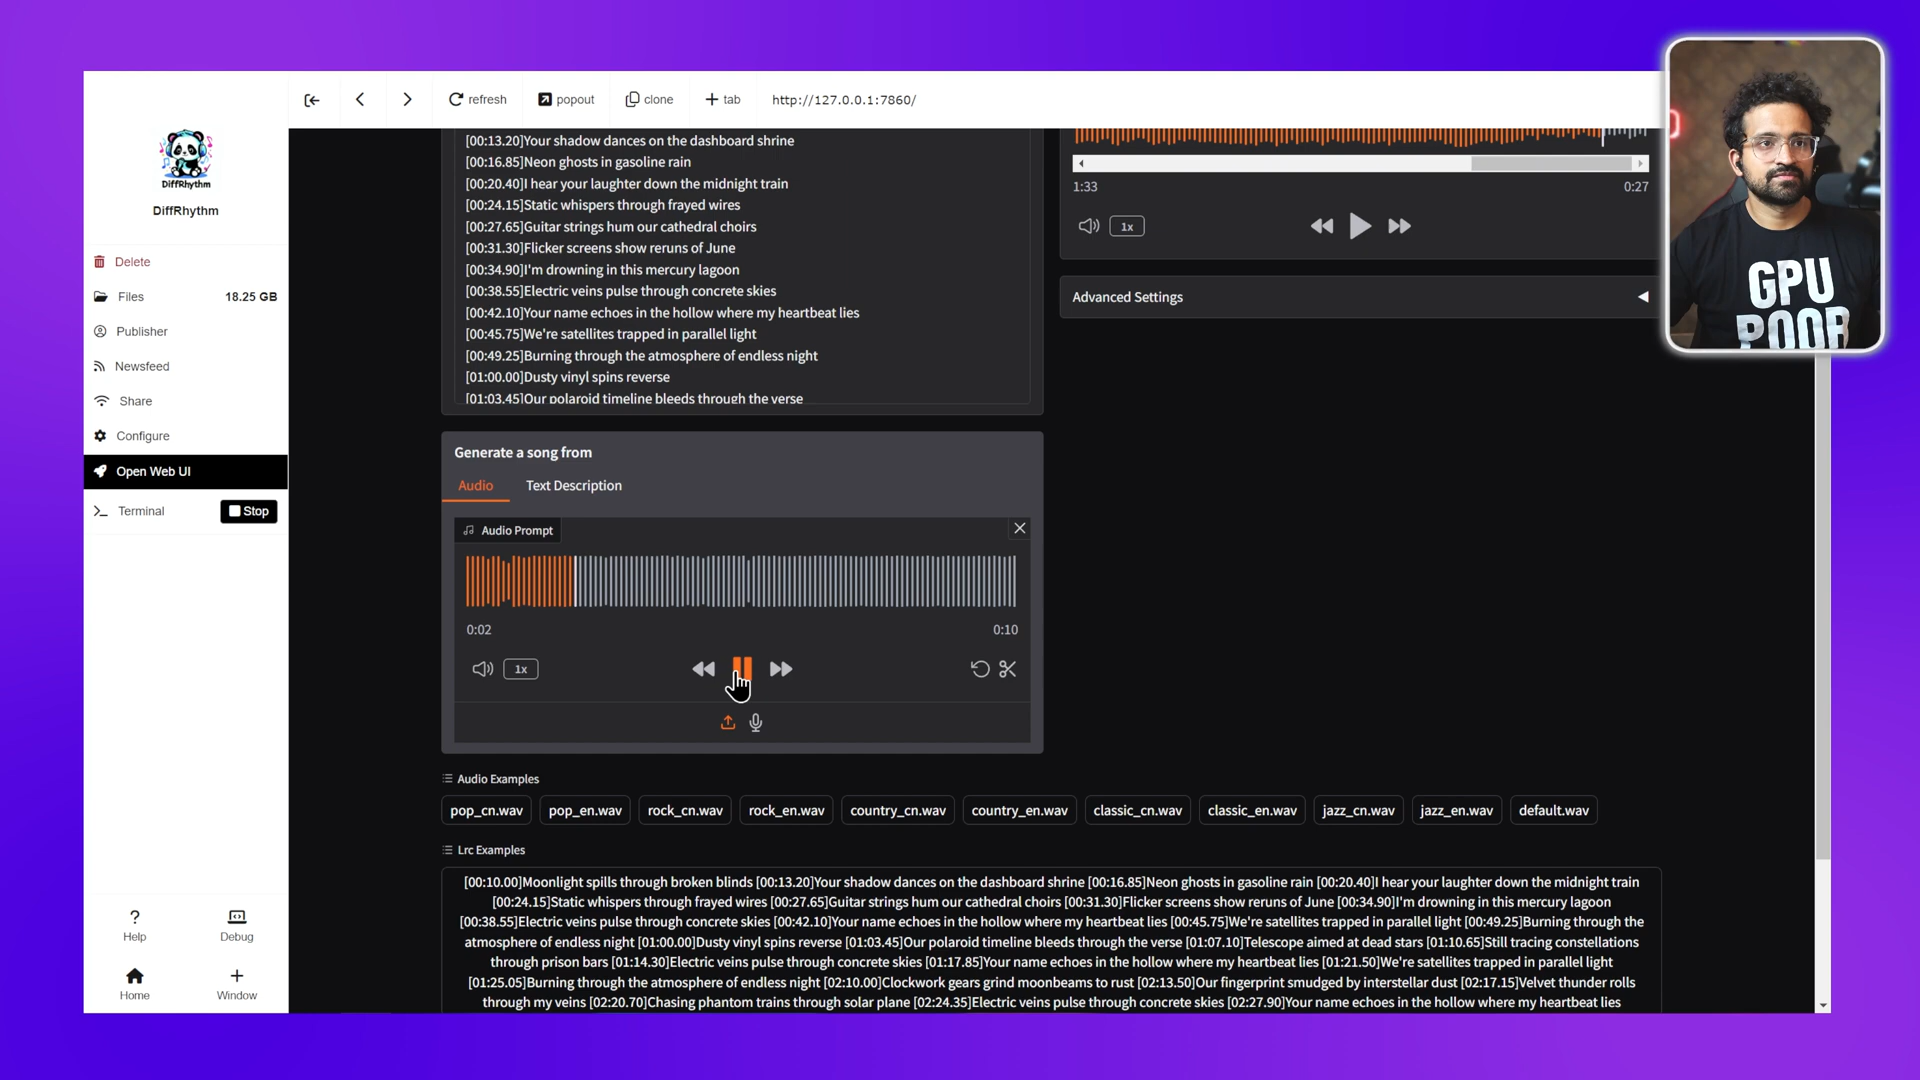 refresh
popout
clone
+ tab
http://127.0.0.1:7860/
DiffRhythm
DiffRhythm
Delete
Files 18.25 GB
Publisher
Newsfeed
Share
Configure
Open Web UI
Terminal Stop
? Help
Debug
Home
Window
[00:13.20]Your shadow dances on the dashboard shrine
[00:16.85]Neon ghosts in gasoline rain
[00:20.40]I hear your laughter down the midnight train
[00:24.15]Static whispers through frayed wires
[00:27.65]Guitar strings hum our cathedral choirs
[00:31.30]Flicker screens show reruns of June
[00:34.90]I'm drowning in this mercury lagoon
[00:38.55]Electric veins pulse through concrete skies
[00:42.10]Your name echoes in the hollow where my heartbeat lies
[00:45.75]We're satellites trapped in parallel light
[00:49.25]Burning through the atmosphere of endless night
[01:00.00]Dusty vinyl spins reverse
[01:03.45]Our polaroid timeline bleeds through the verse
1:33 0:27
1x
Advanced Settings
GPU
POOR
Generate a song from
Audio Text Description
Audio Prompt
0:02 0:10
1x
Audio Examples
pop_cn.wav pop_en.wav rock_cn.wav rock_en.wav country_cn.wav country_en.wav classic_cn.wav classic_en.wav jazz_cn.wav jazz_en.wav default.wav
Lrc Examples
[00:10.00]Moonlight spills through broken blinds [00:13.20]Your shadow dances on the dashboard shrine [00:16.85]Neon ghosts in gasoline rain [00:20.40]I hear your laughter down the midnight train
[00:24.15]Static whispers through frayed wires [00:27.65]Guitar strings hum our cathedral choirs [00:31.30]Flicker screens show reruns of June [00:34.90]I'm drowning in this mercury lagoon
[00:38.55]Electric veins pulse through concrete skies [00:42.10]Your name echoes in the hollow where my heartbeat lies [00:45.75]We're satellites trapped in parallel light [00:49.25]Burning through the
atmosphere of endless night [01:00.00]Dusty vinyl spins reverse [01:03.45]Our polaroid timeline bleeds through the verse [01:07.10]Telescope aimed at dead stars [01:10.65]Still tracing constellations
through prison bars [01:14.30]Electric veins pulse through concrete skies [01:17.85]Your name echoes in the hollow where my heartbeat lies [01:21.50]We're satellites trapped in parallel light
[01:25.05]Burning through the atmosphere of endless night [02:10.00]Clockwork gears grind moonbeams to rust [02:13.50]Our fingerprint smudged by interstellar dust [02:17.15]Velvet thunder rolls
through my veins [02:20.70]Chasing phantom trains through solar plane [02:24.35]Electric veins pulse through concrete skies [02:27.90]Your name echoes in the hollow where my heartbeat lies